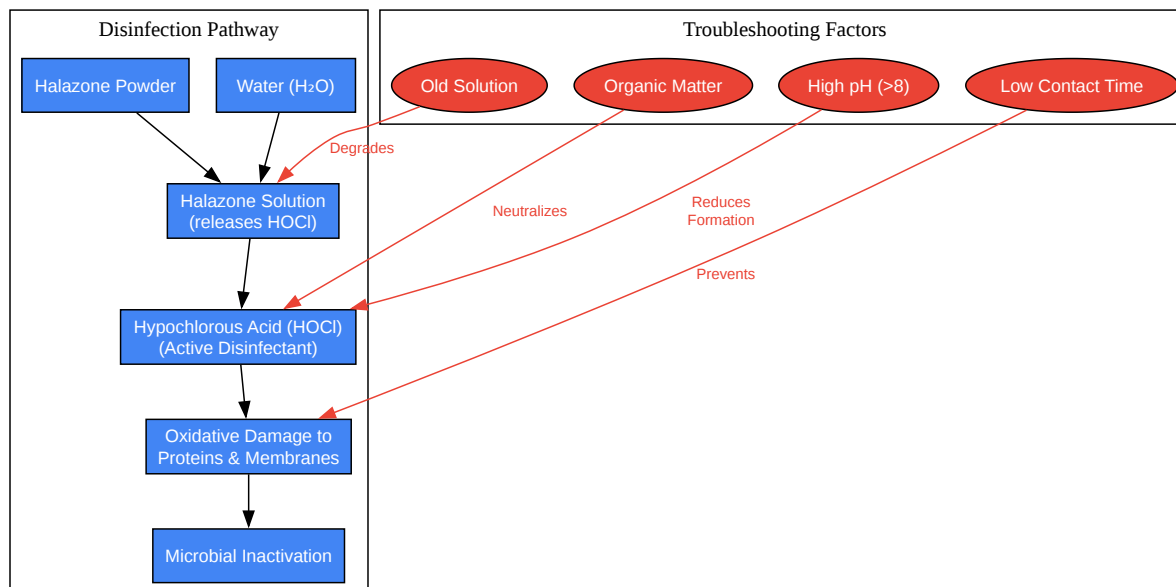 Disinfection Pathway
Troubleshooting Factors
Halazone Powder
Water (H₂O)
Old Solution
Organic Matter
High pH (>8)
Low Contact Time
Degrades
Halazone Solution
(releases HOCl)
Neutralizes
Reduces
Formation
Prevents
Hypochlorous Acid (HOCl)
(Active Disinfectant)
Oxidative Damage to
Proteins & Membranes
Microbial Inactivation